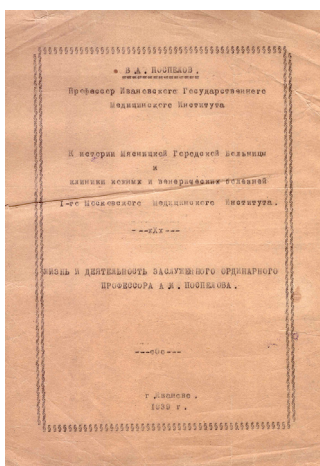 В.А. ПОСПЕЛОВ.
Профессор Ивановского Государственного
Медицинского Института
К истории Мясницкой Городской Больницы
и
клиники кожных и венерических болезней
I-го Московского Медицинского Института.
ЖИЗНЬ И ДЕЯТЕЛЬНОСТЬ ЗАСЛУЖЕННОГО ОРДИНАРНОГО
ПРОФЕССОРА А.И. ПОСПЕЛОВА.
г.Иваново.
1939 г.